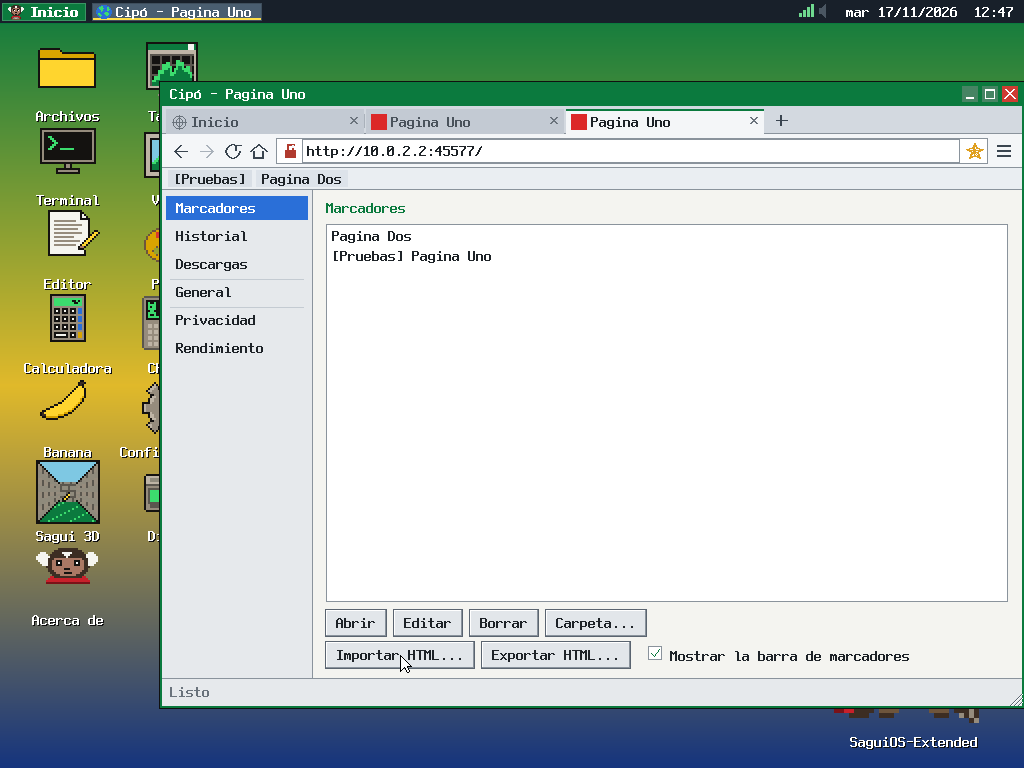 Inicio
Cipó - Pagina Uno
mar 17/11/2026 12:47
Archivos
Terminal
Editor
Calculadora
Banana
Sagui 3D
Acerca de
Cipó - Pagina Uno
Inicio
Pagina Uno
Pagina Uno
http://10.0.2.2:45577/
[Pruebas] Pagina Dos
Marcadores
Historial
Descargas
General
Privacidad
Rendimiento
Marcadores
Pagina Dos
[Pruebas] Pagina Uno
Abrir
Editar
Borrar
Carpeta...
Importar HTML...
Exportar HTML...
Mostrar la barra de marcadores
Listo
SaguiOS-Extended